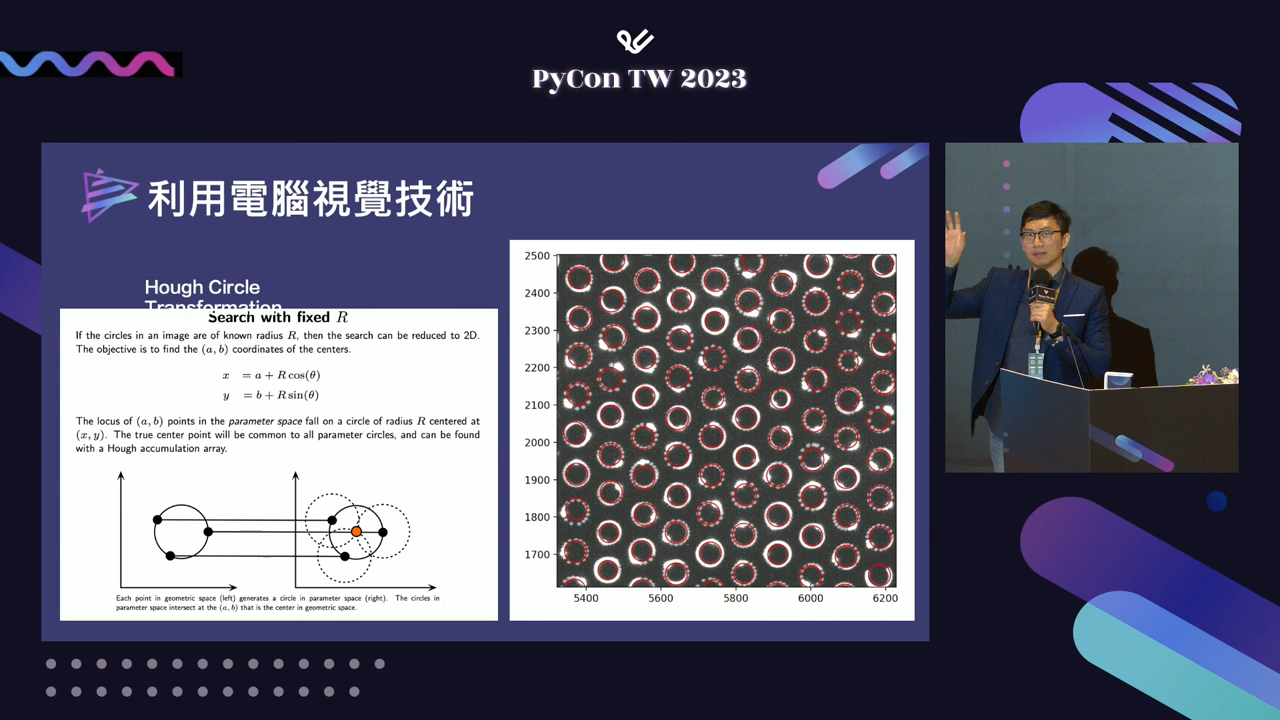 PyCon TW 2023
利用電腦視覺技術
Hough Circle
Transformation
Search with fixed R
If the circles in an image are of known radius R, then the search can be reduced to 2D.
The objective is to find the (a, b) coordinates of the centers.
x = a + R cos(θ)
y = b + R sin(θ)
The locus of (a, b) points in the parameter space fall on a circle of radius R centered at
(x, y). The true center point will be common to all parameter circles, and can be found
with a Hough accumulation array.
Each point in geometric space (left) generates a circle in parameter space (right). The circles in
parameter space intersect at the (a, b) that is the center in geometric space.
2500
2400
2300
2200
2100
2000
1900
1800
1700
5400 5600 5800 6000 6200